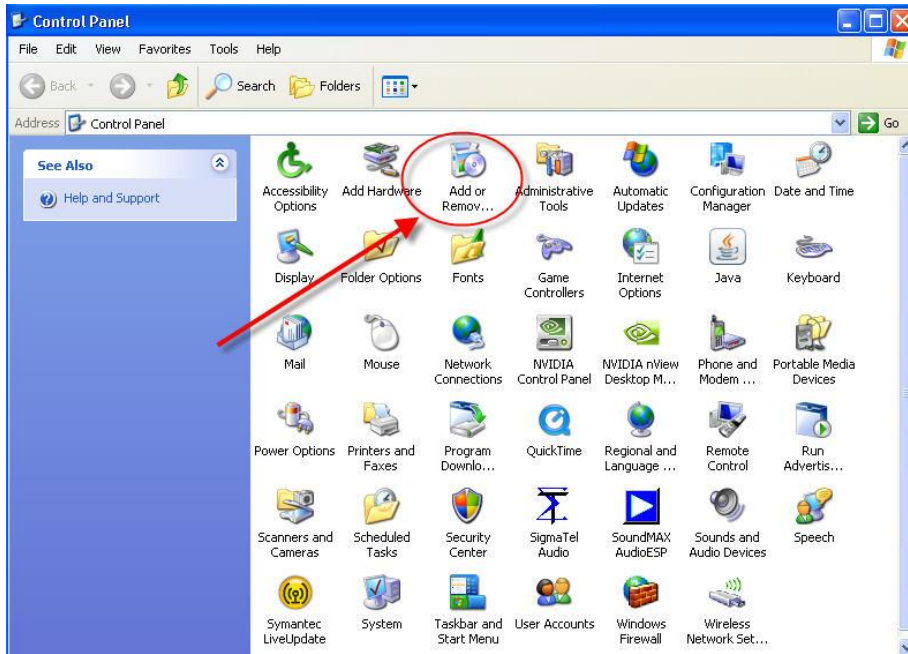 Control Panel
File Edit View Favorites Tools Help
Back Search Folders
Address Control Panel Go
See Also
Help and Support
Accessibility Options
Add Hardware
Add or Remov...
Administrative Tools
Automatic Updates
Configuration Manager
Date and Time
Display
Folder Options
Fonts
Game Controllers
Internet Options
Java
Keyboard
Mail
Mouse
Network Connections
NVIDIA Control Panel
NVIDIA nView Desktop M...
Phone and Modem ...
Portable Media Devices
Power Options
Printers and Faxes
Program Downlo...
QuickTime
Regional and Language ...
Remote Control
Run Advertis...
Scanners and Cameras
Scheduled Tasks
Security Center
SigmaTel Audio
SoundMAX AudioESP
Sounds and Audio Devices
Speech
Symantec LiveUpdate
System
Taskbar and Start Menu
User Accounts
Windows Firewall
Wireless Network Set...